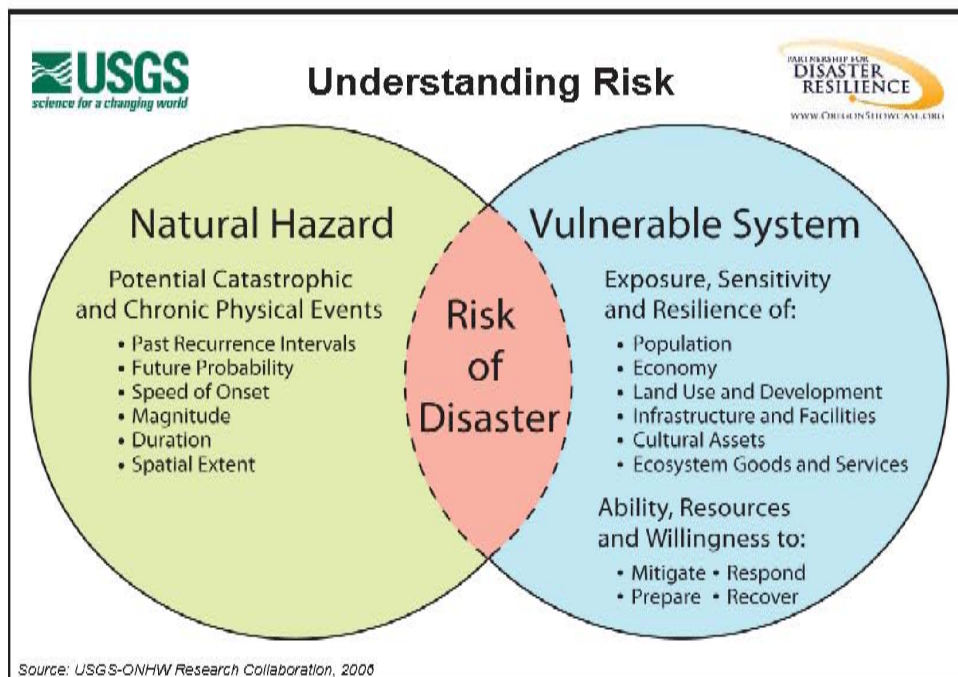 USGS
science for a changing world
Understanding Risk
PARTNERSHIP FOR
DISASTER
RESILIENCE
WWW.OREGONSHOWCASE.ORG
Natural Hazard
Potential Catastrophic
and Chronic Physical Events
• Past Recurrence Intervals
• Future Probability
• Speed of Onset
• Magnitude
• Duration
• Spatial Extent
Risk
of
Disaster
Vulnerable System
Exposure, Sensitivity
and Resilience of:
• Population
• Economy
• Land Use and Development
• Infrastructure and Facilities
• Cultural Assets
• Ecosystem Goods and Services
Ability, Resources
and Willingness to:
• Mitigate • Respond
• Prepare • Recover
Source: USGS-ONHW Research Collaboration, 2006